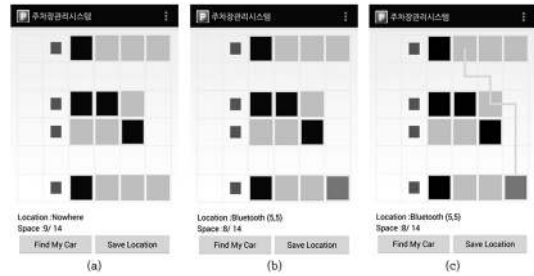 주차장관리시스템
Location :Nowhere
Space :9/ 14
Find My Car Save Location
(a)
주차장관리시스템
Location :Bluetooth (5,5)
Space :8/ 14
Find My Car Save Location
(b)
주차장관리시스템
Location :Bluetooth (5,5)
Space :8/ 14
Find My Car Save Location
(c)